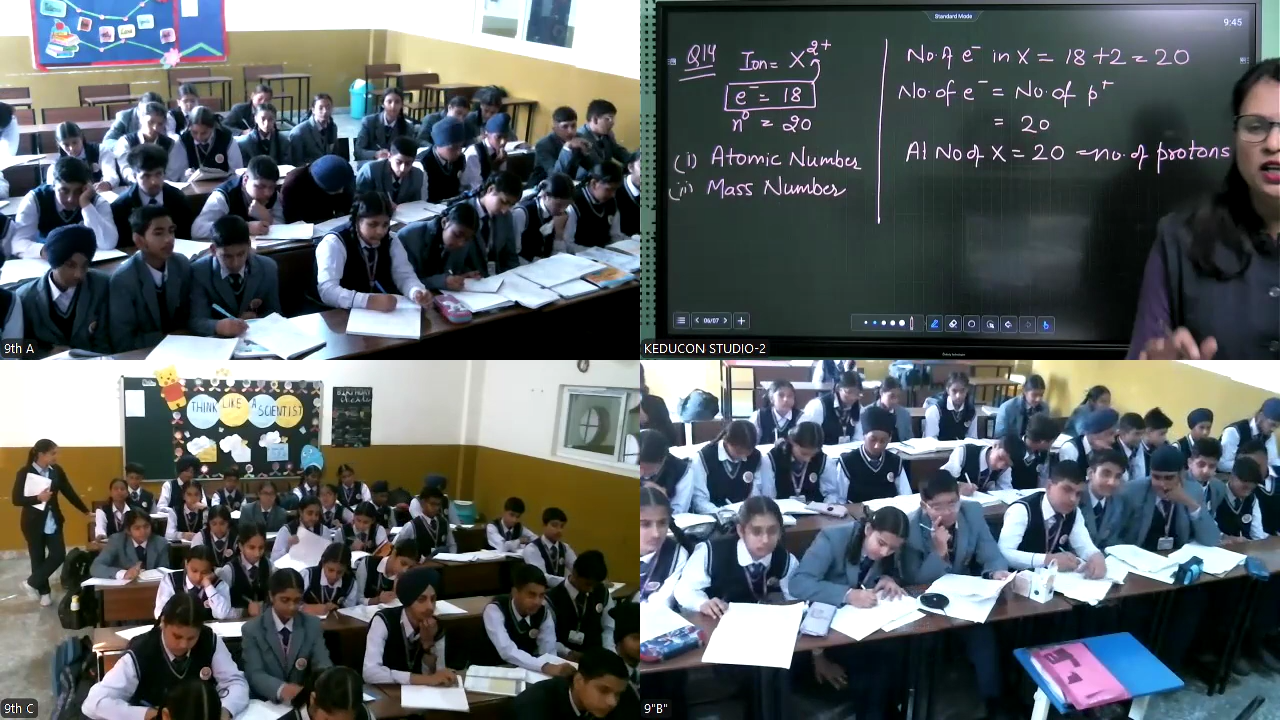 Standard Mode
9:45
Q14 Ion = X²⁺
e⁻ = 18
n⁰ = 20
(i) Atomic Number
(ii) Mass Number
No. of e⁻ in X = 18 + 2 = 20
No. of e⁻ = No. of p⁺
= 20
At No of X = 20 = no. of protons
06/07
9th A
KEDUCON STUDIO-2
THINK LIKE A SCIENTIST
9th C
9"B"